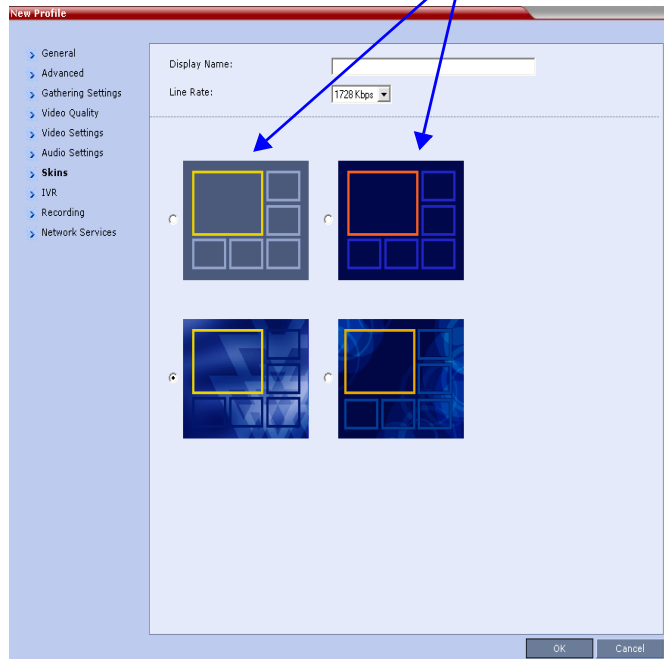 New Profile
General
Advanced
Gathering Settings
Video Quality
Video Settings
Audio Settings
Skins
IVR
Recording
Network Services
Display Name:
Line Rate:
1728 Kbps
OK
Cancel